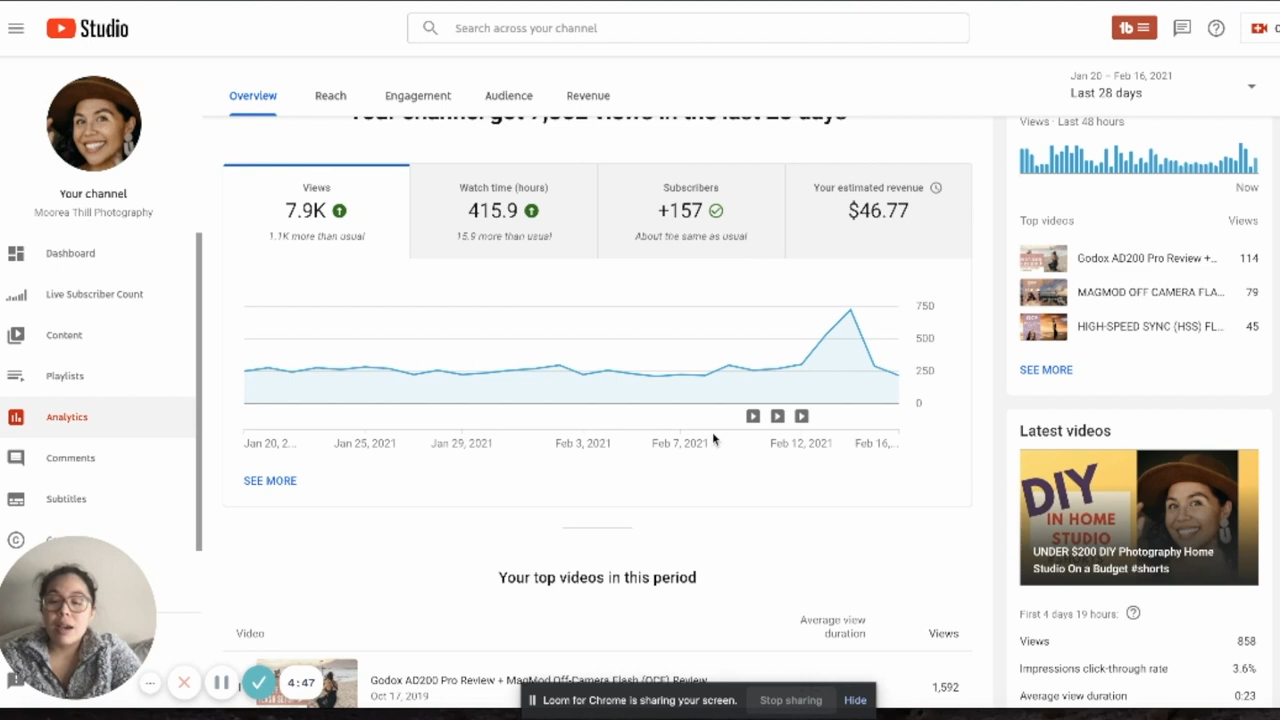 Studio
Search across your channel
Your channel
Moorea Thill Photography
Dashboard
Live Subscriber Count
Content
Playlists
Analytics
Comments
Subtitles
Overview Reach Engagement Audience Revenue
Jan 20 – Feb 16, 2021
Last 28 days
Views
7.9K
1.1K more than usual
Watch time (hours)
415.9
15.9 more than usual
Subscribers
+157
About the same as usual
Your estimated revenue
$46.77
750
500
250
0
Jan 20, 2... Jan 25, 2021 Jan 29, 2021 Feb 3, 2021 Feb 7, 2021 Feb 12, 2021 Feb 16,...
SEE MORE
Your top videos in this period
Video Average view duration Views
Godox AD200 Pro Review + MagMod Off-Camera Flash (OCF) Review
Oct 17, 2019
1,592
Views · Last 48 hours
Now
Top videos Views
Godox AD200 Pro Review +... 114
MAGMOD OFF CAMERA FLA... 79
HIGH-SPEED SYNC (HSS) FL... 45
SEE MORE
Latest videos
DIY
IN HOME
STUDIO
UNDER $200 DIY Photography Home
Studio On a Budget #shorts
First 4 days 19 hours:
Views 858
Impressions click-through rate 3.6%
Average view duration 0:23
4:47
Loom for Chrome is sharing your screen. Stop sharing Hide